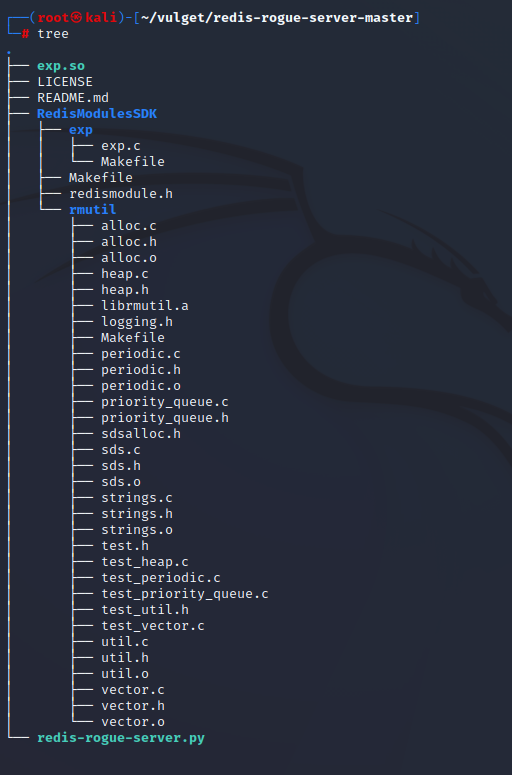 ┌──(root㉿kali)-[~/vulget/redis-rogue-server-master]
└─# tree
.
├── exp.so
├── LICENSE
├── README.md
├── RedisModulesSDK
│   ├── exp
│   │   ├── exp.c
│   │   └── Makefile
│   ├── Makefile
│   ├── redismodule.h
│   └── rmutil
│       ├── alloc.c
│       ├── alloc.h
│       ├── alloc.o
│       ├── heap.c
│       ├── heap.h
│       ├── librmutil.a
│       ├── logging.h
│       ├── Makefile
│       ├── periodic.c
│       ├── periodic.h
│       ├── periodic.o
│       ├── priority_queue.c
│       ├── priority_queue.h
│       ├── sdsalloc.h
│       ├── sds.c
│       ├── sds.h
│       ├── sds.o
│       ├── strings.c
│       ├── strings.h
│       ├── strings.o
│       ├── test.h
│       ├── test_heap.c
│       ├── test_periodic.c
│       ├── test_priority_queue.c
│       ├── test_util.h
│       ├── test_vector.c
│       ├── util.c
│       ├── util.h
│       ├── util.o
│       ├── vector.c
│       ├── vector.h
│       └── vector.o
└── redis-rogue-server.py